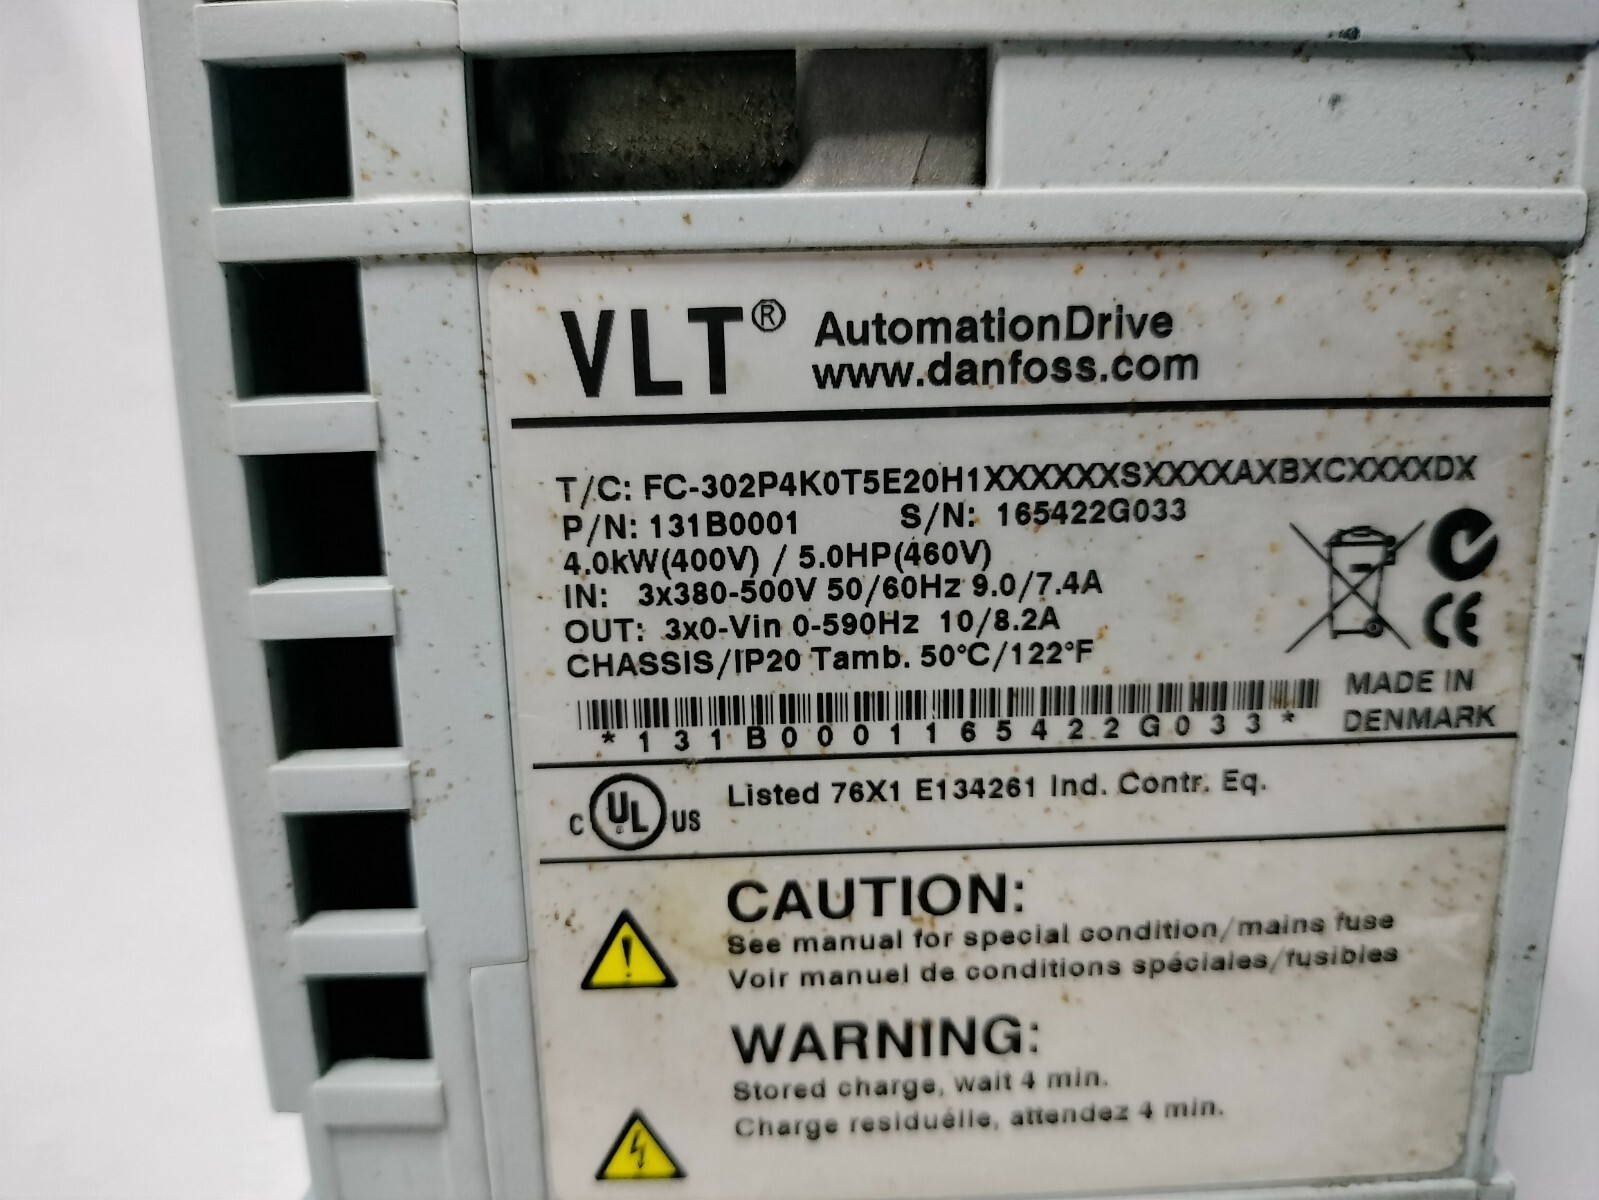 VLT® AutomationDrive
www.danfoss.com
T/C: FC-302P4K0T5E20H1XXXXXXSXXXXAXBXCXXXXDX
P/N: 131B0001 S/N: 165422G033
4.0kW(400V) / 5.0HP(460V)
IN: 3x380-500V 50/60Hz 9.0/7.4A
OUT: 3x0-Vin 0-590Hz 10/8.2A
CHASSIS/IP20 Tamb. 50°C/122°F
*131B0001165422G033*
MADE IN
DENMARK
CE
C UL US Listed 76X1 E134261 Ind. Contr. Eq.
CAUTION:
See manual for special condition/mains fuse
Voir manuel de conditions spéciales/fusibles
WARNING:
Stored charge, wait 4 min.
Charge residuélle, attendez 4 min.